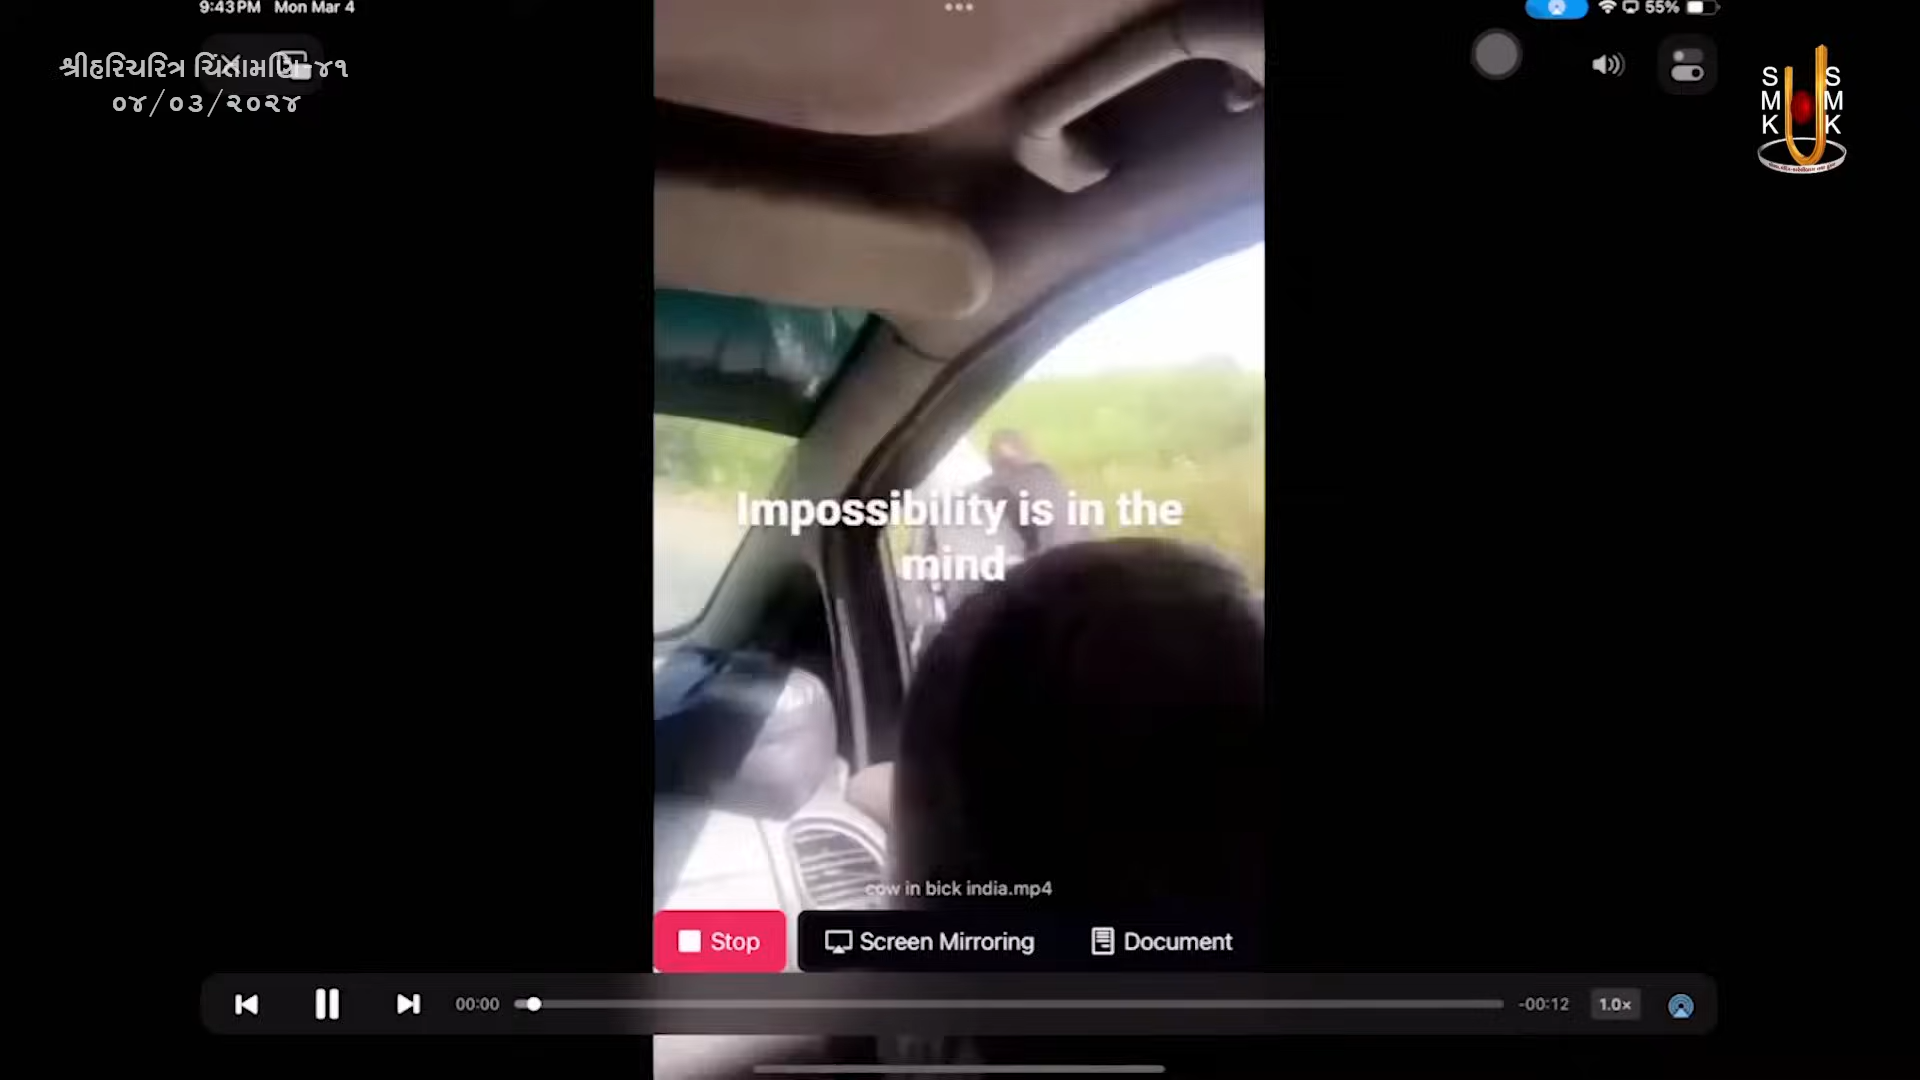 9:43 PM Mon Mar 4
55%
શ્રીહરિચરિત્ર ચિંતામણિ-૪૧
૦૪/૦૩/૨૦૨૪
S S
M M
K K
Impossibility is in the
mind
cow in bick india.mp4
Stop Screen Mirroring Document
00:00 -00:12 1.0×